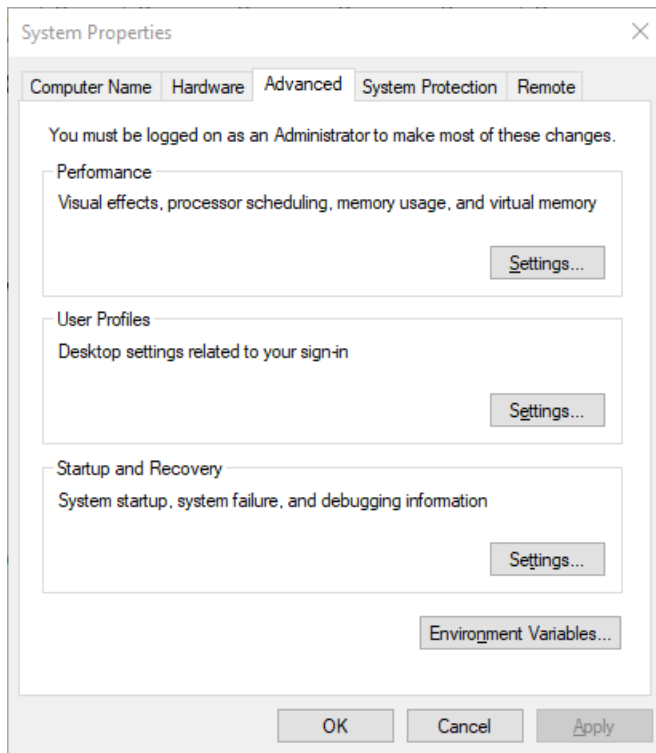 System Properties
Computer Name Hardware Advanced System Protection Remote
You must be logged on as an Administrator to make most of these changes.
Performance
Visual effects, processor scheduling, memory usage, and virtual memory
Settings...
User Profiles
Desktop settings related to your sign-in
Settings...
Startup and Recovery
System startup, system failure, and debugging information
Settings...
Environment Variables...
OK Cancel Apply